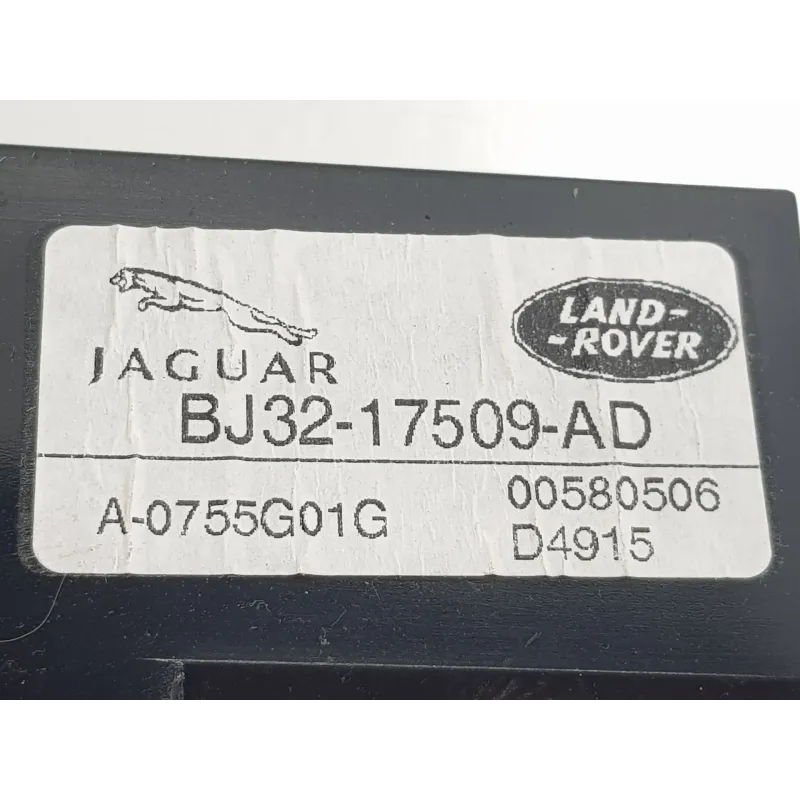 JAGUAR
LAND-
-ROVER
BJ32-17509-AD
A-0755G01G
00580506
D4915